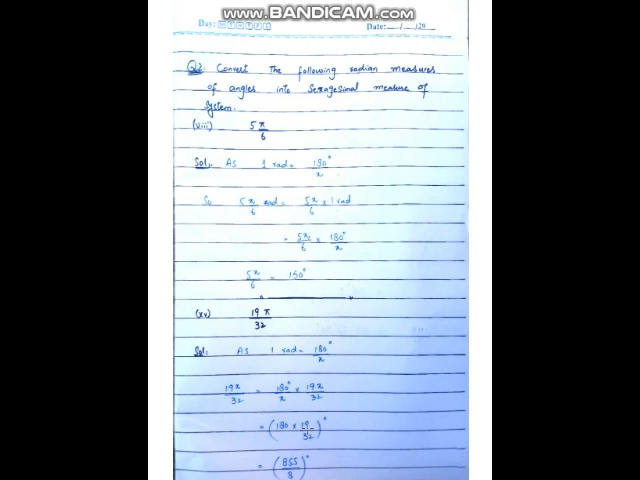 www.BANDICAM.com
Day: M T W T F S
Date: __/__/20__
Q2: Convert the following radian measures
of angles into Sexagesimal measure of
System.
(viii) 5π/6
Sol:. As 1 rad = 180°/π
So 5π/6 rad = 5π/6 × 1 rad
= 5π/6 × 180°/π
5π/6 = 150°
(xv) 19π/32
Sol: As 1 rad = 180°/π
19π/32 = 180°/π × 19π/32
= (180 × 19/32)°
= (855/8)°